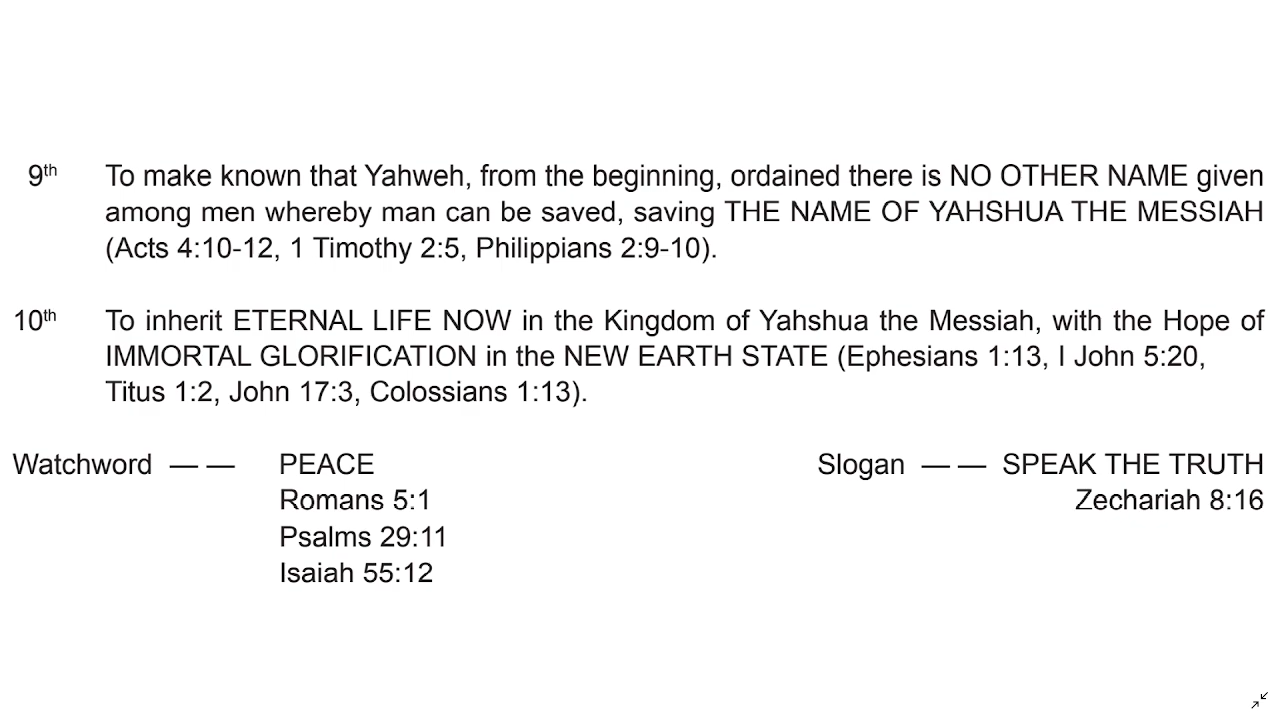 9th To make known that Yahweh, from the beginning, ordained there is NO OTHER NAME given
among men whereby man can be saved, saving THE NAME OF YAHSHUA THE MESSIAH
(Acts 4:10-12, 1 Timothy 2:5, Philippians 2:9-10).
10th To inherit ETERNAL LIFE NOW in the Kingdom of Yahshua the Messiah, with the Hope of
IMMORTAL GLORIFICATION in the NEW EARTH STATE (Ephesians 1:13, I John 5:20,
Titus 1:2, John 17:3, Colossians 1:13).
Watchword — — PEACE
Romans 5:1
Psalms 29:11
Isaiah 55:12
Slogan — — SPEAK THE TRUTH
Zechariah 8:16